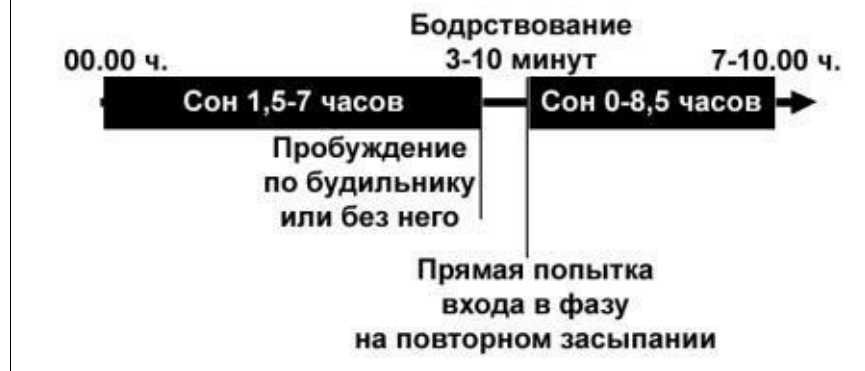 Бодрствование
00.00 ч.
3-10 минут
7-10.00 ч.
Сон 1,5-7 часов
Сон 0-8,5 часов
Пробуждение
по будильнику
или без него
Прямая попытка
входа в фазу
на повторном засыпании